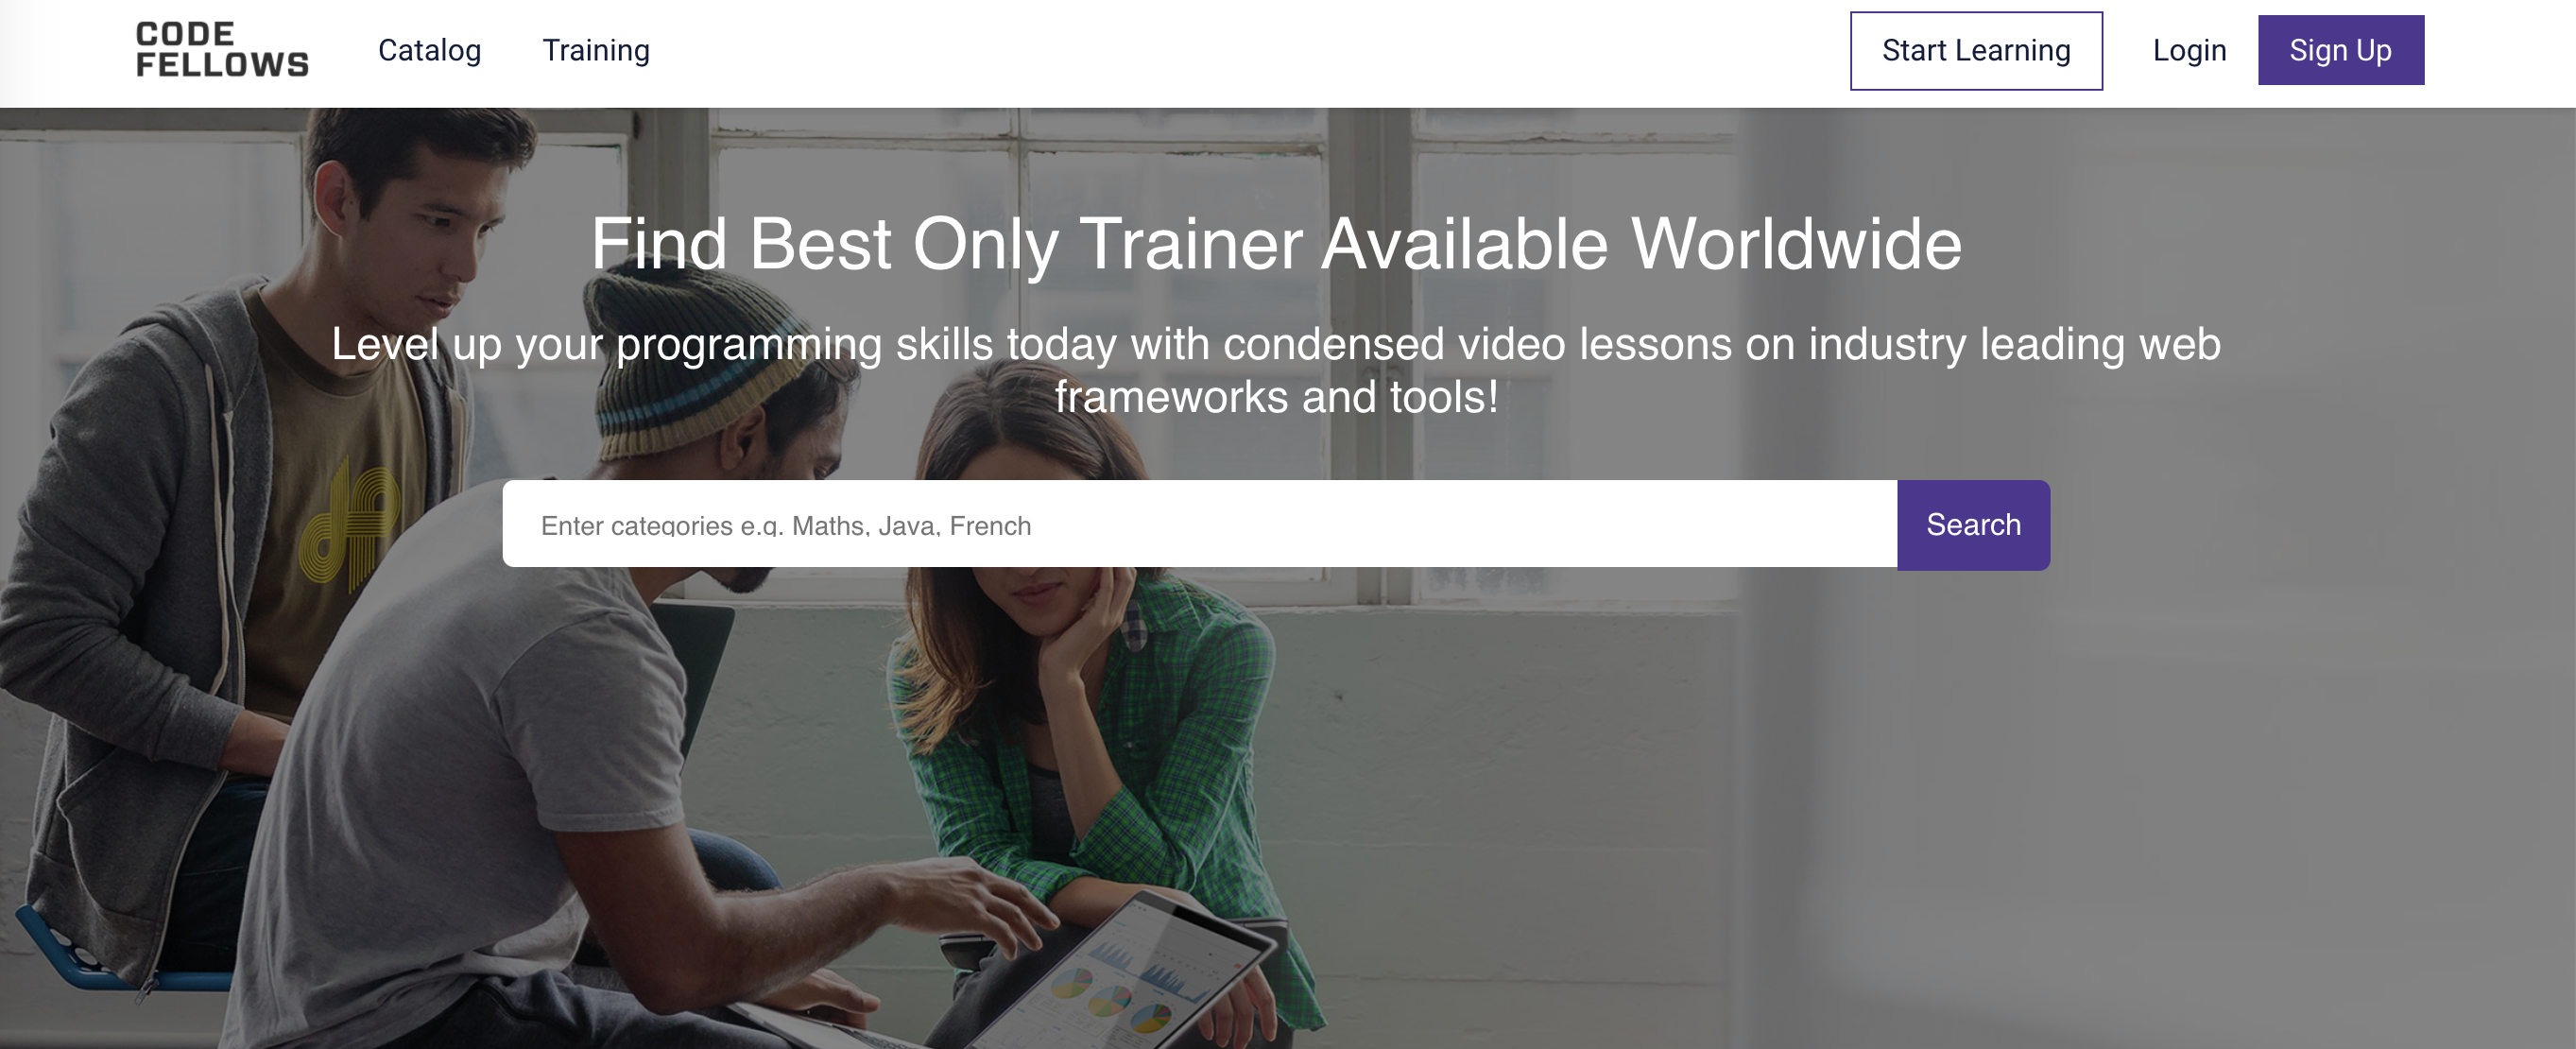 CODE
FELLOWS
Catalog
Training
Start Learning
Login
Sign Up
Find Best Only Trainer Available Worldwide
Level up your programming skills today with condensed video lessons on industry leading web
frameworks and tools!
Enter categories e.g. Maths, Java, French
Search